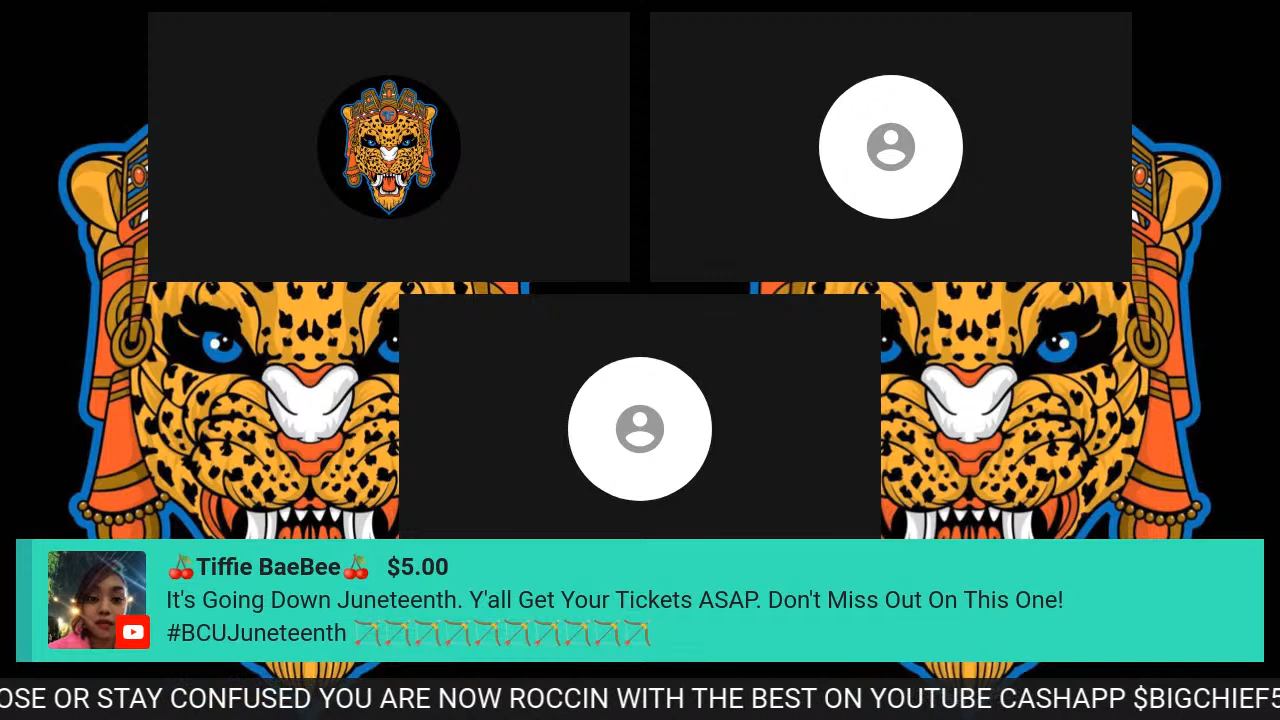 🍒Tiffie BaeBee🍒 $5.00
It's Going Down Juneteenth. Y'all Get Your Tickets ASAP. Don't Miss Out On This One!
#BCUJuneteenth 🏹🏹🏹🏹🏹🏹🏹🏹🏹🏹
OSE OR STAY CONFUSED YOU ARE NOW ROCCIN WITH THE BEST ON YOUTUBE CASHAPP $BIGCHIEF5